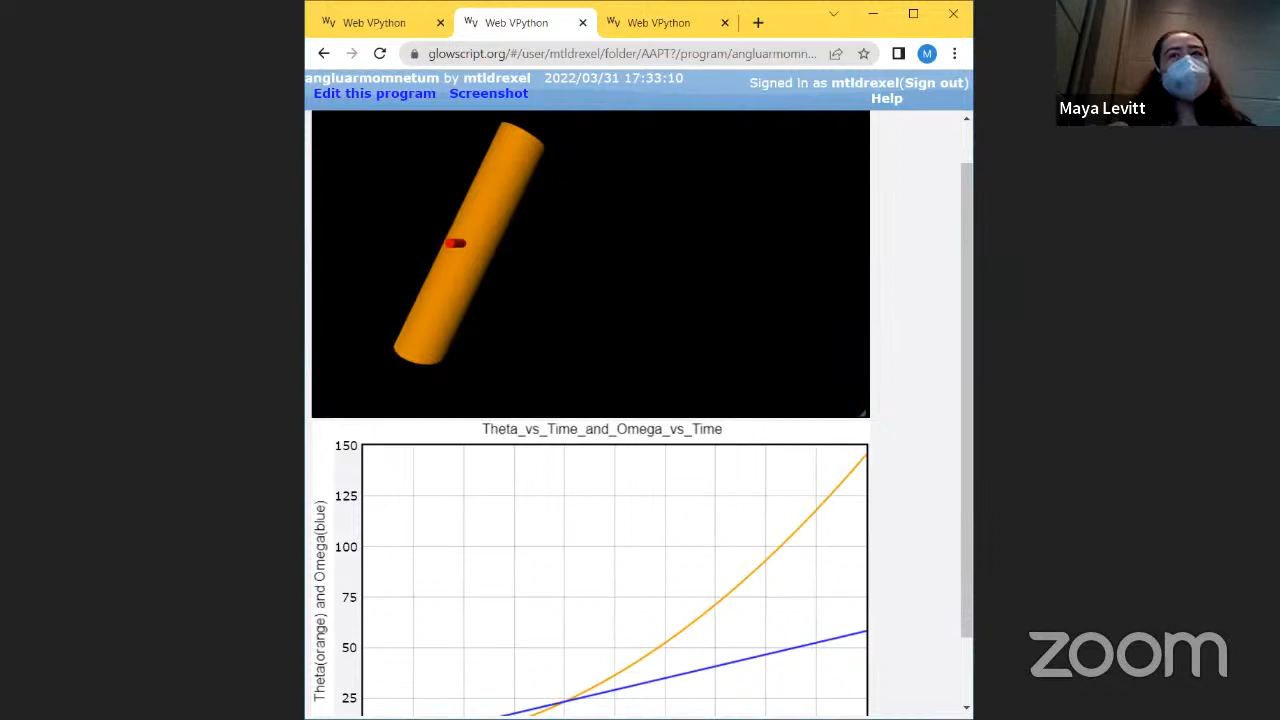 Web VPython
Web VPython
Web VPython
glowscript.org/#/user/mtldrexel/folder/AAPT?/program/angluarmomn...
M
angluarmomnetum by mtldrexel 2022/03/31 17:33:10
Signed in as mtldrexel(Sign out)
Edit this program Screenshot
Help
Maya Levitt
Theta_vs_Time_and_Omega_vs_Time
150
125
100
75
50
25
Theta(orange) and Omega(blue)
zoom